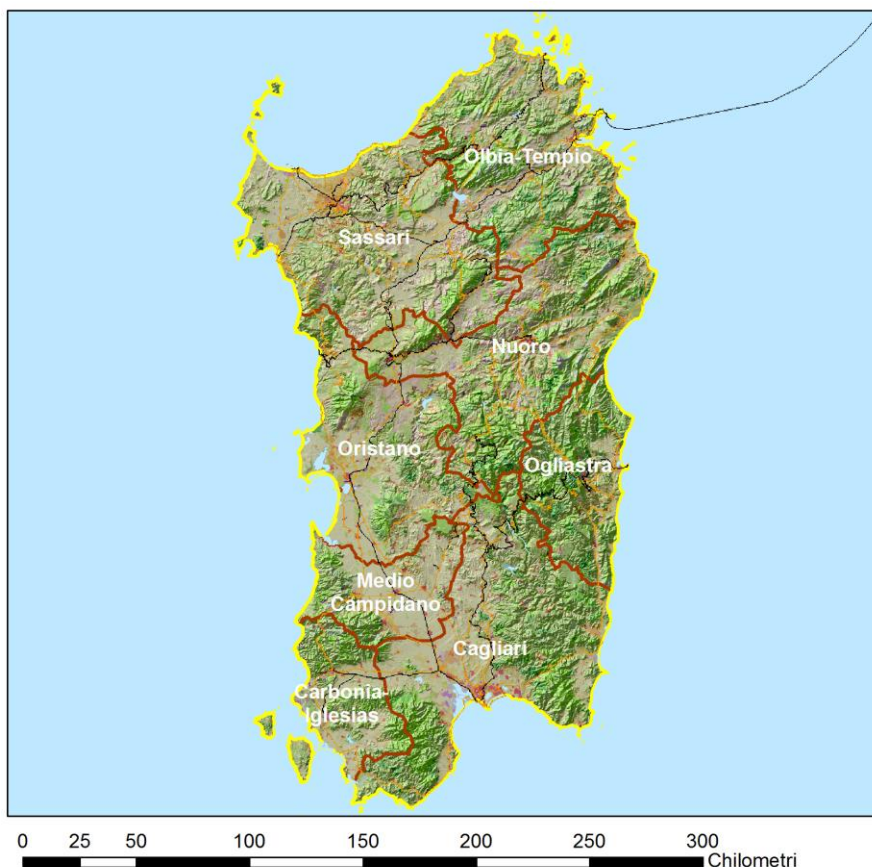 Olbia-Tempio
Sassari
Nuoro
Oristano
Ogliastra
Medio
Campidano
Cagliari
Carbonia-
Iglesias
0 25 50 100 150 200 250 300
Chilometri